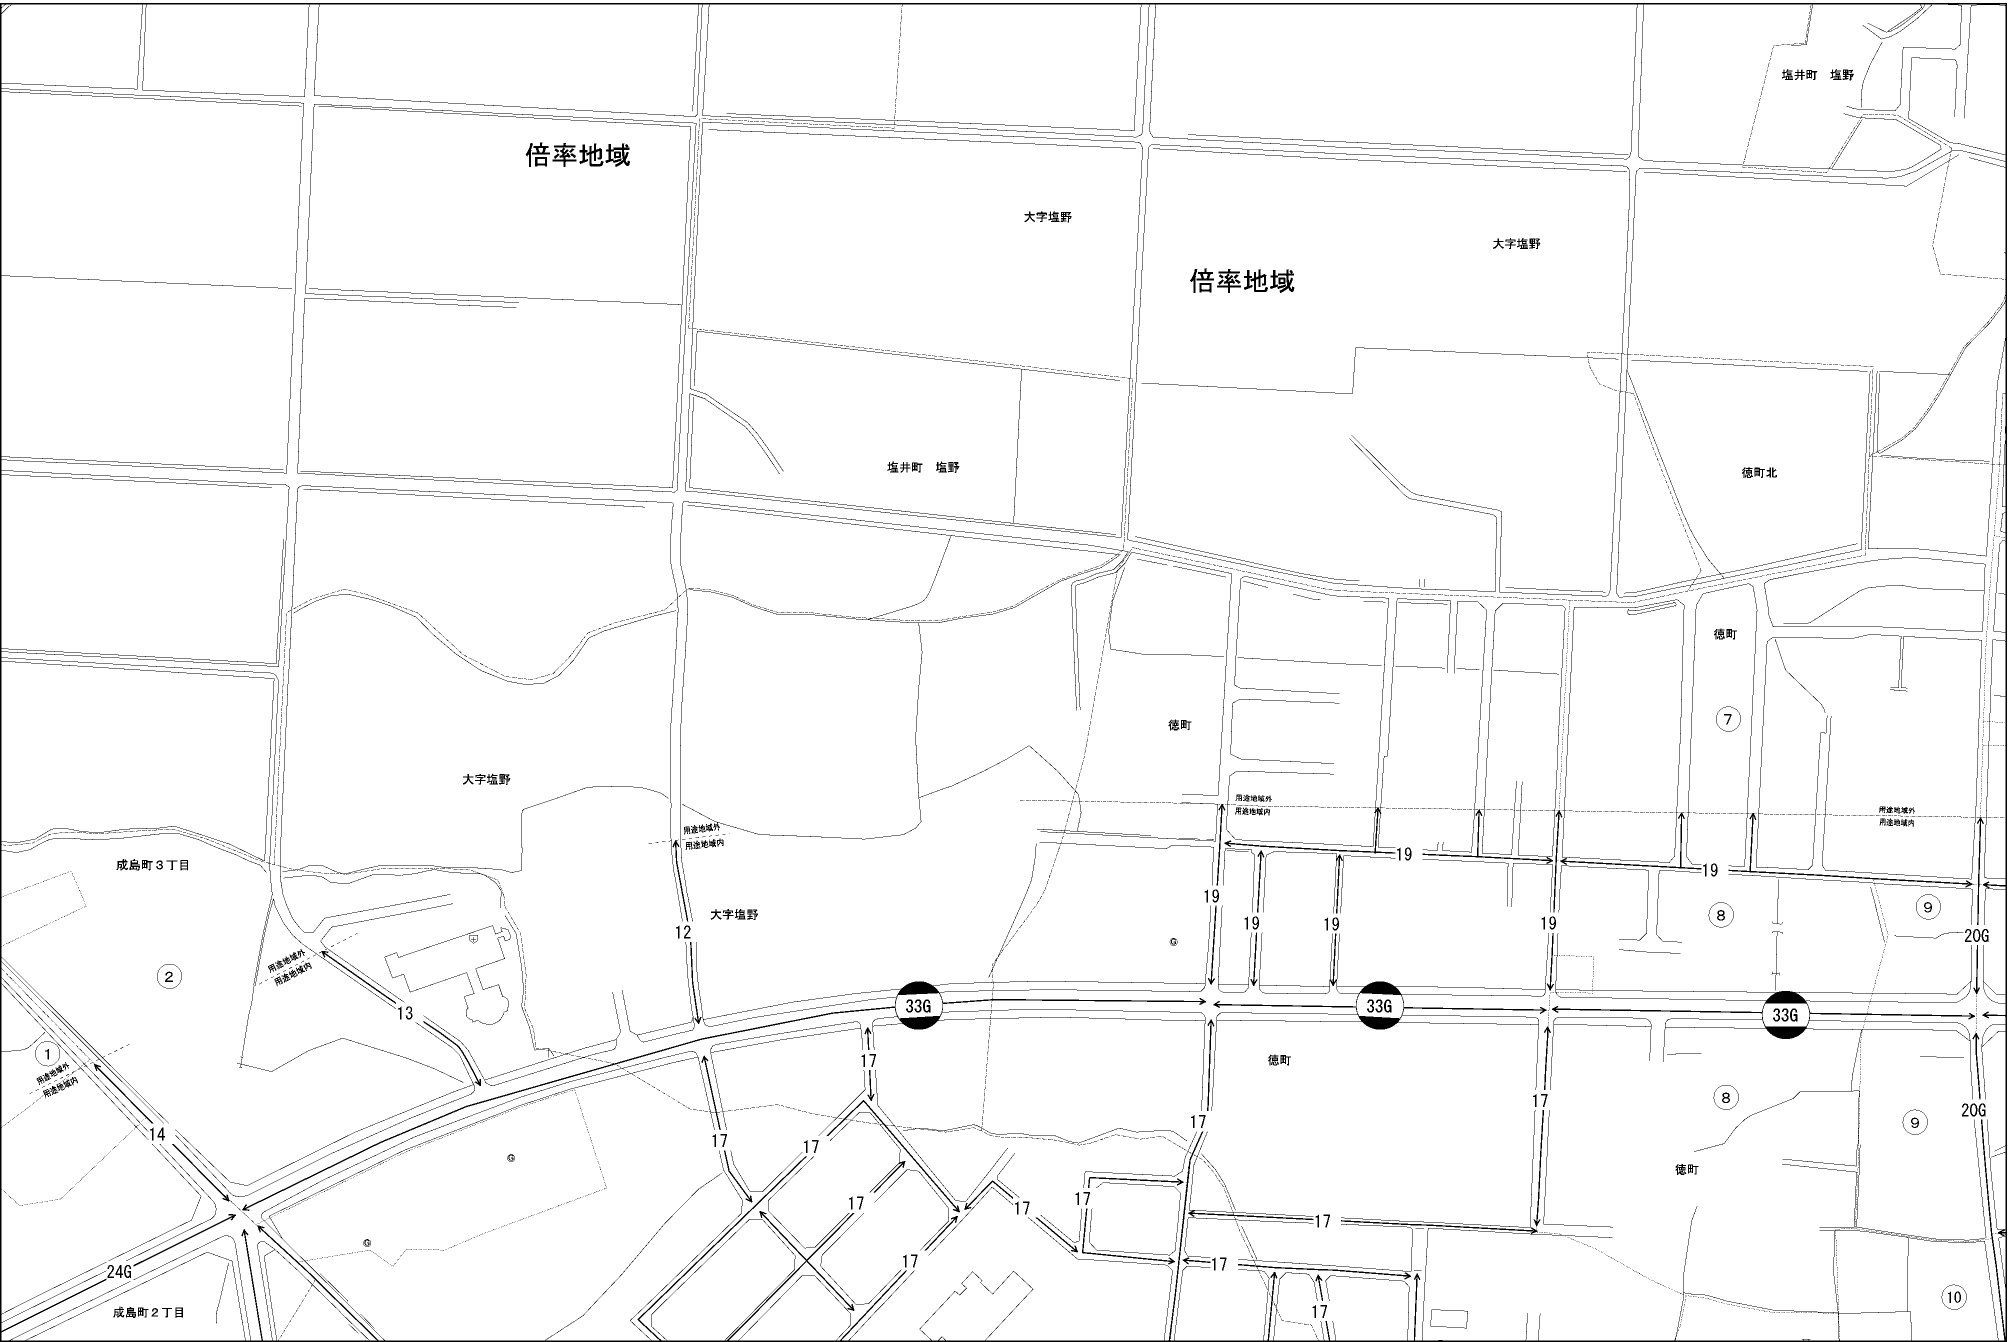 塩井町　塩野
倍率地域
大字塩野
大字塩野
倍率地域
塩井町　塩野
徳町北
徳町
⑦
徳町
大字塩野
用途地域外
用途地域内
用途地域外
用途地域内
用途地域外
用途地域内
成島町３丁目
19
19
大字塩野
12
19
19
19
19
⑧
⑨
20G
②
用途地域外
用途地域内
13
33G
33G
33G
①
用途地域外
用途地域内
14
17
徳町
17
17
17
17
⑧
⑨
20G
徳町
17
17
17
17
17
17
17
24G
成島町２丁目
17
⑩